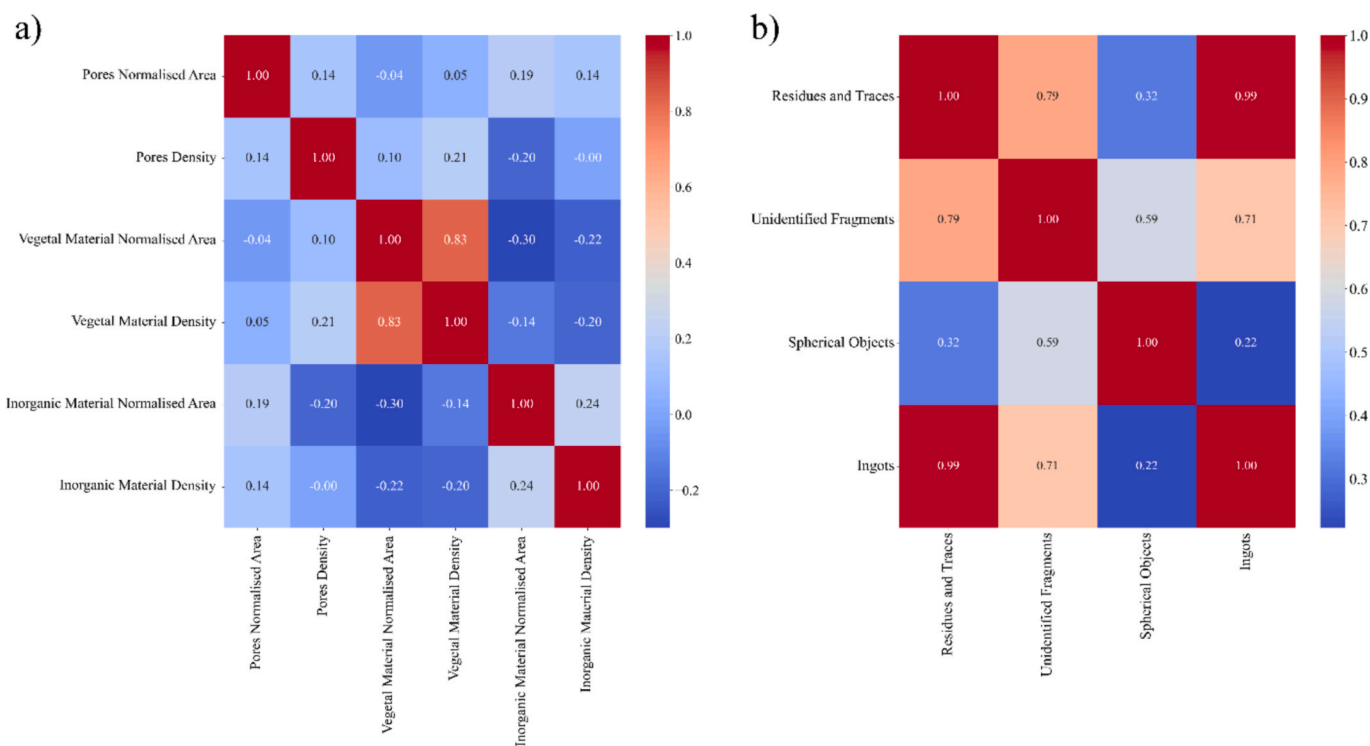 a)
Pores Normalised Area 1.00 0.14 -0.04 0.05 0.19 0.14
Pores Density 0.14 1.00 0.10 0.21 -0.20 -0.00
Vegetal Material Normalised Area -0.04 0.10 1.00 0.83 -0.30 -0.22
Vegetal Material Density 0.05 0.21 0.83 1.00 -0.14 -0.20
Inorganic Material Normalised Area 0.19 -0.20 -0.30 -0.14 1.00 0.24
Inorganic Material Density 0.14 -0.00 -0.22 -0.20 0.24 1.00
Pores Normalised Area
Pores Density
Vegetal Material Normalised Area
Vegetal Material Density
Inorganic Material Normalised Area
Inorganic Material Density
1.0
0.8
0.6
0.4
0.2
0.0
-0.2
b)
Residues and Traces 1.00 0.79 0.32 0.99
Unidentified Fragments 0.79 1.00 0.59 0.71
Spherical Objects 0.32 0.59 1.00 0.22
Ingots 0.99 0.71 0.22 1.00
Residues and Traces
Unidentified Fragments
Spherical Objects
Ingots
1.0
0.9
0.8
0.7
0.6
0.5
0.4
0.3